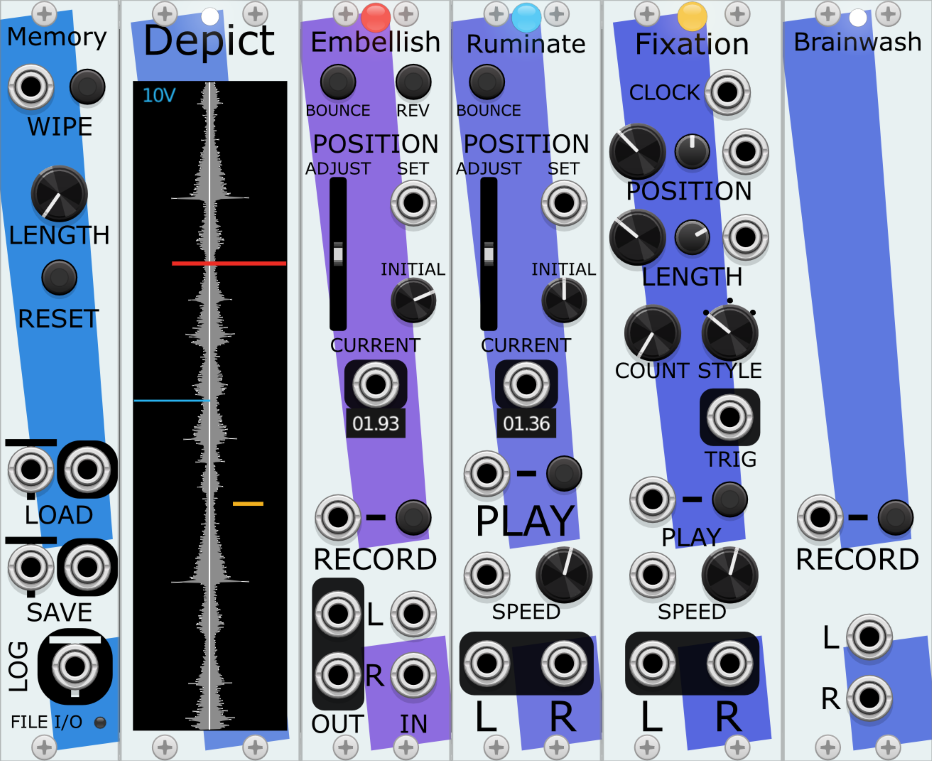 Memory
WIPE
LENGTH
RESET
LOAD
SAVE
LOG
FILE I/O
Depict
10V
Embellish
BOUNCE REV
POSITION
ADJUST SET
INITIAL
CURRENT
01.93
RECORD
L
R
OUT IN
Ruminate
BOUNCE
POSITION
ADJUST SET
INITIAL
CURRENT
01.36
PLAY
SPEED
L R
Fixation
CLOCK
POSITION
LENGTH
COUNT STYLE
TRIG
PLAY
SPEED
L R
Brainwash
RECORD
L
R